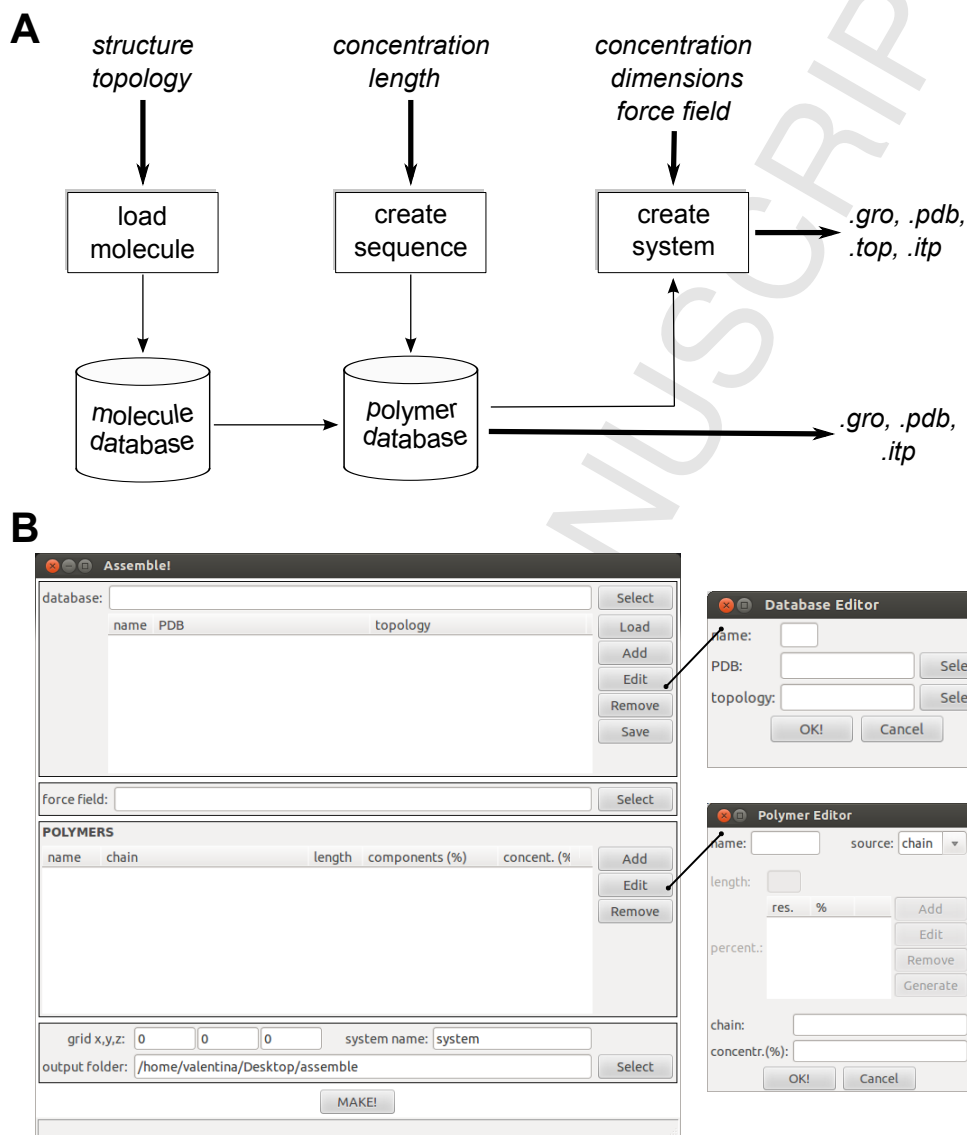 A
structure
topology
concentration
length
concentration
dimensions
force field
load
molecule
create
sequence
create
system
.gro, .pdb,
.top, .itp
molecule
database
polymer
database
.gro, .pdb,
.itp
NUSCRIP
B
Assemble!
database:
Select
name PDB topology
Load
Add
Edit
Remove
Save
force field:
Select
POLYMERS
name chain length components (%) concent. (%
Add
Edit
Remove
grid x,y,z: 0 0 0 system name: system
output folder: /home/valentina/Desktop/assemble Select
MAKE!
Database Editor
name:
PDB: Sele
topology: Sele
OK! Cancel
Polymer Editor
name: source: chain
length:
res. %
percent.:
Add
Edit
Remove
Generate
chain:
concentr.(%):
OK! Cancel